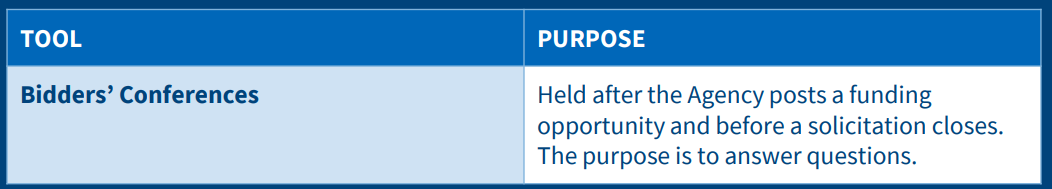 TOOL
PURPOSE
Bidders’ Conferences
Held after the Agency posts a funding
opportunity and before a solicitation closes.
The purpose is to answer questions.